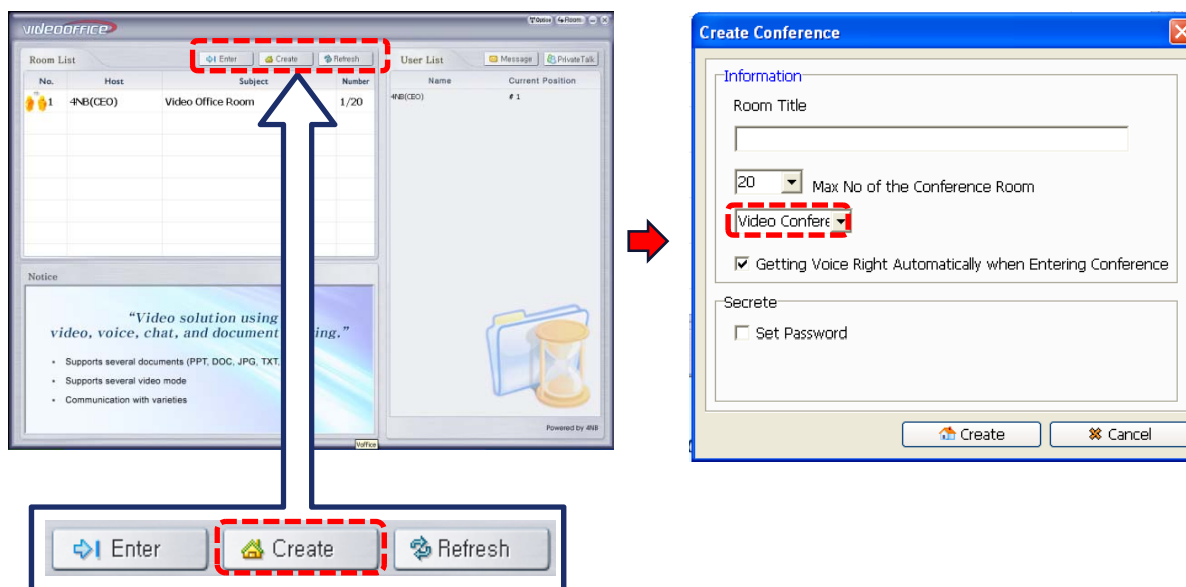 videooffice
Option Room
Room List
Enter Create Refresh
No. Host Subject Number
1 4NB(CEO) Video Office Room 1/20
User List Message PrivateTalk
Name Current Position
4NB(CEO) # 1
Notice
"Video solution using
video, voice, chat, and document ing."
• Supports several documents (PPT, DOC, JPG, TXT,
• Supports several video mode
• Communication with varieties
Powered by 4NB
Voffice
Enter Create Refresh
Create Conference
Information
Room Title
20 Max No of the Conference Room
Video Confere
Getting Voice Right Automatically when Entering Conference
Secrete
Set Password
Create Cancel